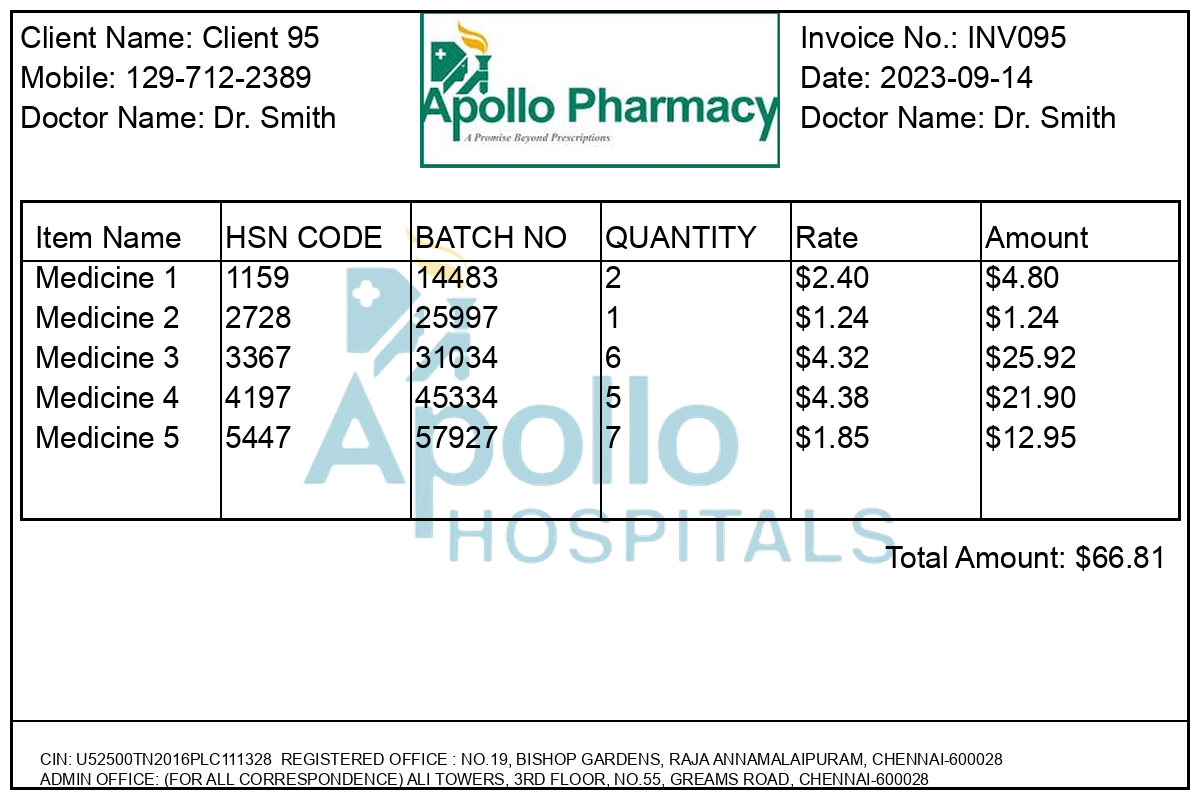 Client Name: Client 95
Mobile: 129-712-2389
Doctor Name: Dr. Smith
Apollo Pharmacy
A Promise Beyond Prescriptions
Invoice No.: INV095
Date: 2023-09-14
Doctor Name: Dr. Smith
Item Name HSN CODE BATCH NO QUANTITY Rate Amount
Medicine 1 1159 14483 2 $2.40 $4.80
Medicine 2 2728 25997 1 $1.24 $1.24
Medicine 3 3367 31034 6 $4.32 $25.92
Medicine 4 4197 45334 5 $4.38 $21.90
Medicine 5 5447 57927 7 $1.85 $12.95
Apollo
HOSPITALS
Total Amount: $66.81
CIN: U52500TN2016PLC111328 REGISTERED OFFICE : NO.19, BISHOP GARDENS, RAJA ANNAMALAIPURAM, CHENNAI-600028
ADMIN OFFICE: (FOR ALL CORRESPONDENCE) ALI TOWERS, 3RD FLOOR, NO.55, GREAMS ROAD, CHENNAI-600028